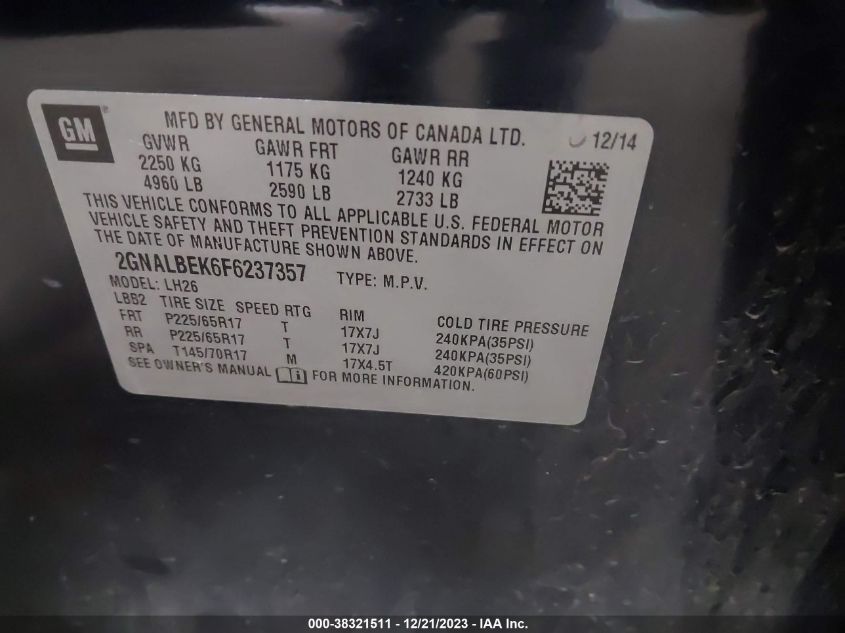 GM ®
MFD BY GENERAL MOTORS OF CANADA LTD. 12/14
GVWR GAWR FRT GAWR RR
2250 KG 1175 KG 1240 KG
4960 LB 2590 LB 2733 LB
THIS VEHICLE CONFORMS TO ALL APPLICABLE U.S. FEDERAL MOTOR
VEHICLE SAFETY AND THEFT PREVENTION STANDARDS IN EFFECT ON
THE DATE OF MANUFACTURE SHOWN ABOVE.
2GNALBEK6F6237357 TYPE: M.P.V.
MODEL: LH26
LBB2 TIRE SIZE SPEED RTG RIM COLD TIRE PRESSURE
FRT P225/65R17 T 17X7J 240KPA(35PSI)
RR P225/65R17 T 17X7J 240KPA(35PSI)
SPA T145/70R17 M 17X4.5T 420KPA(60PSI)
SEE OWNER'S MANUAL i FOR MORE INFORMATION.
000-38321511 - 12/21/2023 - IAA Inc.